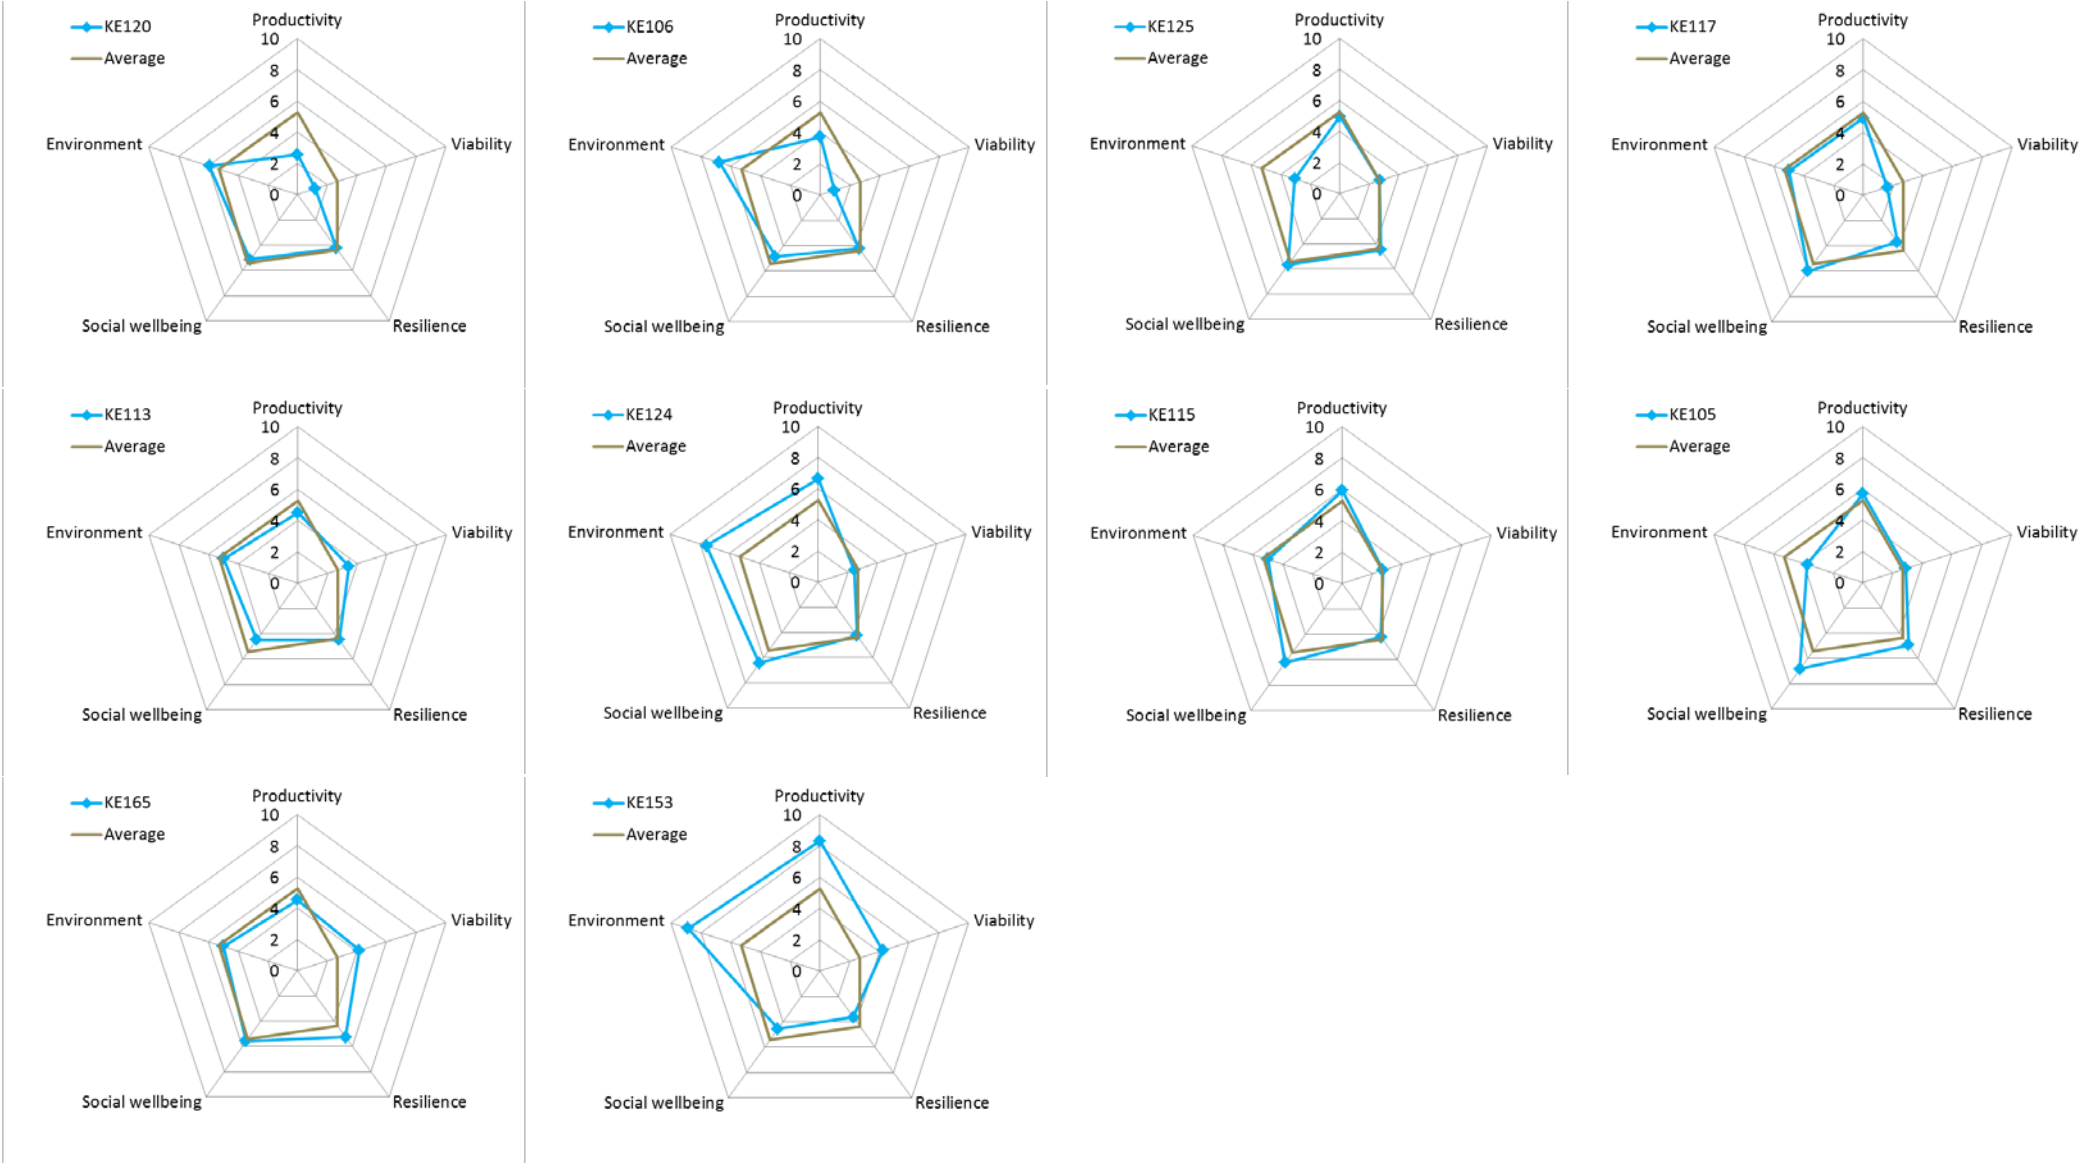 KE120
Average
Productivity
10
8
6
4
2
0
Environment
Viability
Social wellbeing
Resilience
KE106
Average
Productivity
10
8
6
4
2
0
Environment
Viability
Social wellbeing
Resilience
KE125
Average
Productivity
10
8
6
4
2
0
Environment
Viability
Social wellbeing
Resilience
KE117
Average
Productivity
10
8
6
4
2
0
Environment
Viability
Social wellbeing
Resilience
KE113
Average
Productivity
10
8
6
4
2
0
Environment
Viability
Social wellbeing
Resilience
KE124
Average
Productivity
10
8
6
4
2
0
Environment
Viability
Social wellbeing
Resilience
KE115
Average
Productivity
10
8
6
4
2
0
Environment
Viability
Social wellbeing
Resilience
KE105
Average
Productivity
10
8
6
4
2
0
Environment
Viability
Social wellbeing
Resilience
KE165
Average
Productivity
10
8
6
4
2
0
Environment
Viability
Social wellbeing
Resilience
KE153
Average
Productivity
10
8
6
4
2
0
Environment
Viability
Social wellbeing
Resilience